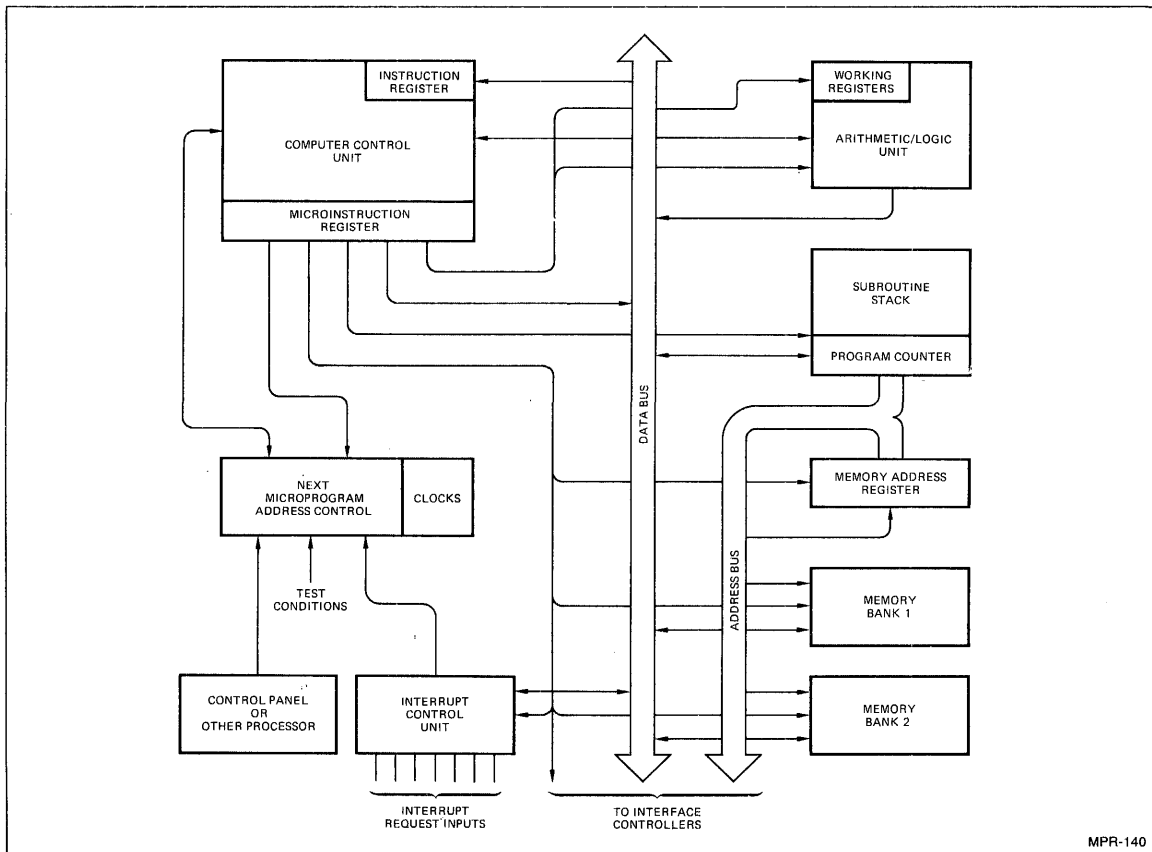 INSTRUCTION
REGISTER
COMPUTER CONTROL
UNIT
MICROINSTRUCTION
REGISTER
WORKING
REGISTERS
ARITHMETIC/LOGIC
UNIT
SUBROUTINE
STACK
PROGRAM COUNTER
DATA BUS
NEXT
MICROPROGRAM
ADDRESS CONTROL
CLOCKS
MEMORY ADDRESS
REGISTER
ADDRESS BUS
TEST
CONDITIONS
MEMORY
BANK 1
CONTROL PANEL
OR
OTHER PROCESSOR
INTERRUPT
CONTROL
UNIT
MEMORY
BANK 2
INTERRUPT
REQUEST INPUTS
TO INTERFACE
CONTROLLERS
MPR-140